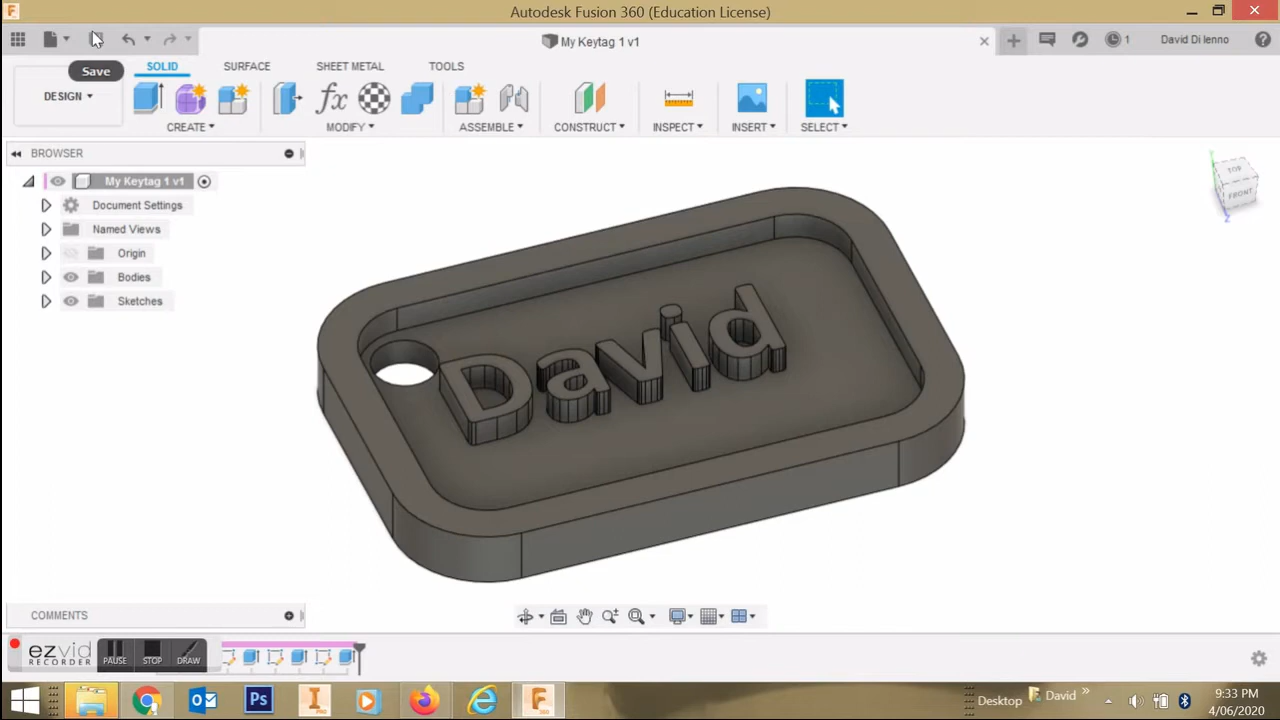 Autodesk Fusion 360 (Education License)
My Keytag 1 v1
1
David Di Ienno
Save
SOLID
SURFACE
SHEET METAL
TOOLS
DESIGN
CREATE
MODIFY
ASSEMBLE
CONSTRUCT
INSPECT
INSERT
SELECT
BROWSER
My Keytag 1 v1
Document Settings
Named Views
Origin
Bodies
Sketches
TOP
FRONT
David
COMMENTS
ezvid
RECORDER
PAUSE
STOP
DRAW
Desktop
David
9:33 PM
4/06/2020